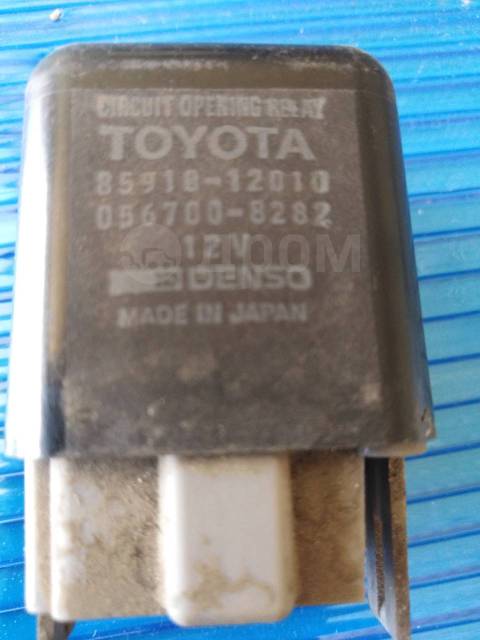 CIRCUIT OPENING RELAY
TOYOTA
85910-12010
056700-8282
12V
DENSO
MADE IN JAPAN